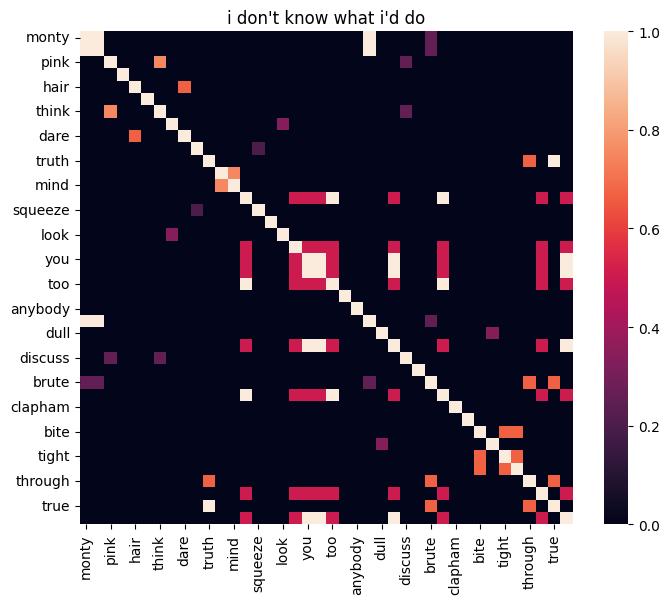 i don't know what i'd do
monty
pink
hair
think
dare
truth
mind
squeeze
look
you
too
anybody
dull
discuss
brute
clapham
bite
tight
through
true
monty
pink
hair
think
dare
truth
mind
squeeze
look
you
too
anybody
dull
discuss
brute
clapham
bite
tight
through
true
1.0
0.8
0.6
0.4
0.2
0.0